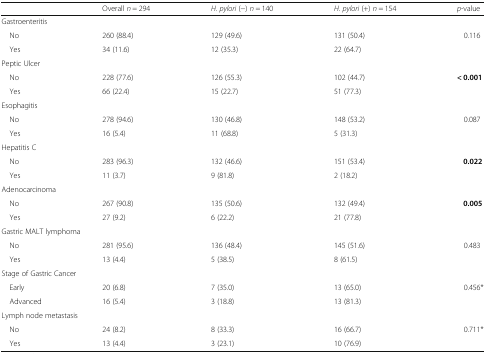 Overall n = 294 H. pylori (−) n = 140 H. pylori (+) n = 154 p-value
Gastroenteritis
No 260 (88.4) 129 (49.6) 131 (50.4) 0.116
Yes 34 (11.6) 12 (35.3) 22 (64.7)
Peptic Ulcer
No 228 (77.6) 126 (55.3) 102 (44.7) < 0.001
Yes 66 (22.4) 15 (22.7) 51 (77.3)
Esophagitis
No 278 (94.6) 130 (46.8) 148 (53.2) 0.087
Yes 16 (5.4) 11 (68.8) 5 (31.3)
Hepatitis C
No 283 (96.3) 132 (46.6) 151 (53.4) 0.022
Yes 11 (3.7) 9 (81.8) 2 (18.2)
Adenocarcinoma
No 267 (90.8) 135 (50.6) 132 (49.4) 0.005
Yes 27 (9.2) 6 (22.2) 21 (77.8)
Gastric MALT lymphoma
No 281 (95.6) 136 (48.4) 145 (51.6) 0.483
Yes 13 (4.4) 5 (38.5) 8 (61.5)
Stage of Gastric Cancer
Early 20 (6.8) 7 (35.0) 13 (65.0) 0.456*
Advanced 16 (5.4) 3 (18.8) 13 (81.3)
Lymph node metastasis
No 24 (8.2) 8 (33.3) 16 (66.7) 0.711*
Yes 13 (4.4) 3 (23.1) 10 (76.9)